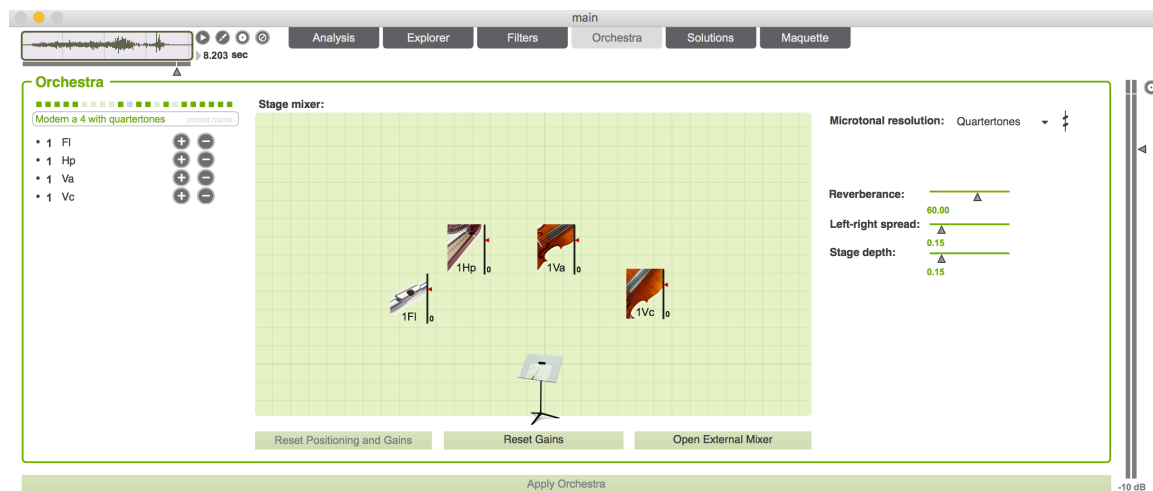 main
Analysis
Explorer
Filters
Orchestra
Solutions
Maquette
8.203 sec
Orchestra
Modern a 4 with quartertones
preset name
• 1 Fl
• 1 Hp
• 1 Va
• 1 Vc
Stage mixer:
1Hp
0
1Va
0
1Fl
0
1Vc
0
Reset Positioning and Gains
Reset Gains
Open External Mixer
Microtonal resolution:
Quartertones
Reverberance:
60.00
Left-right spread:
0.15
Stage depth:
0.15
Apply Orchestra
-10 dB